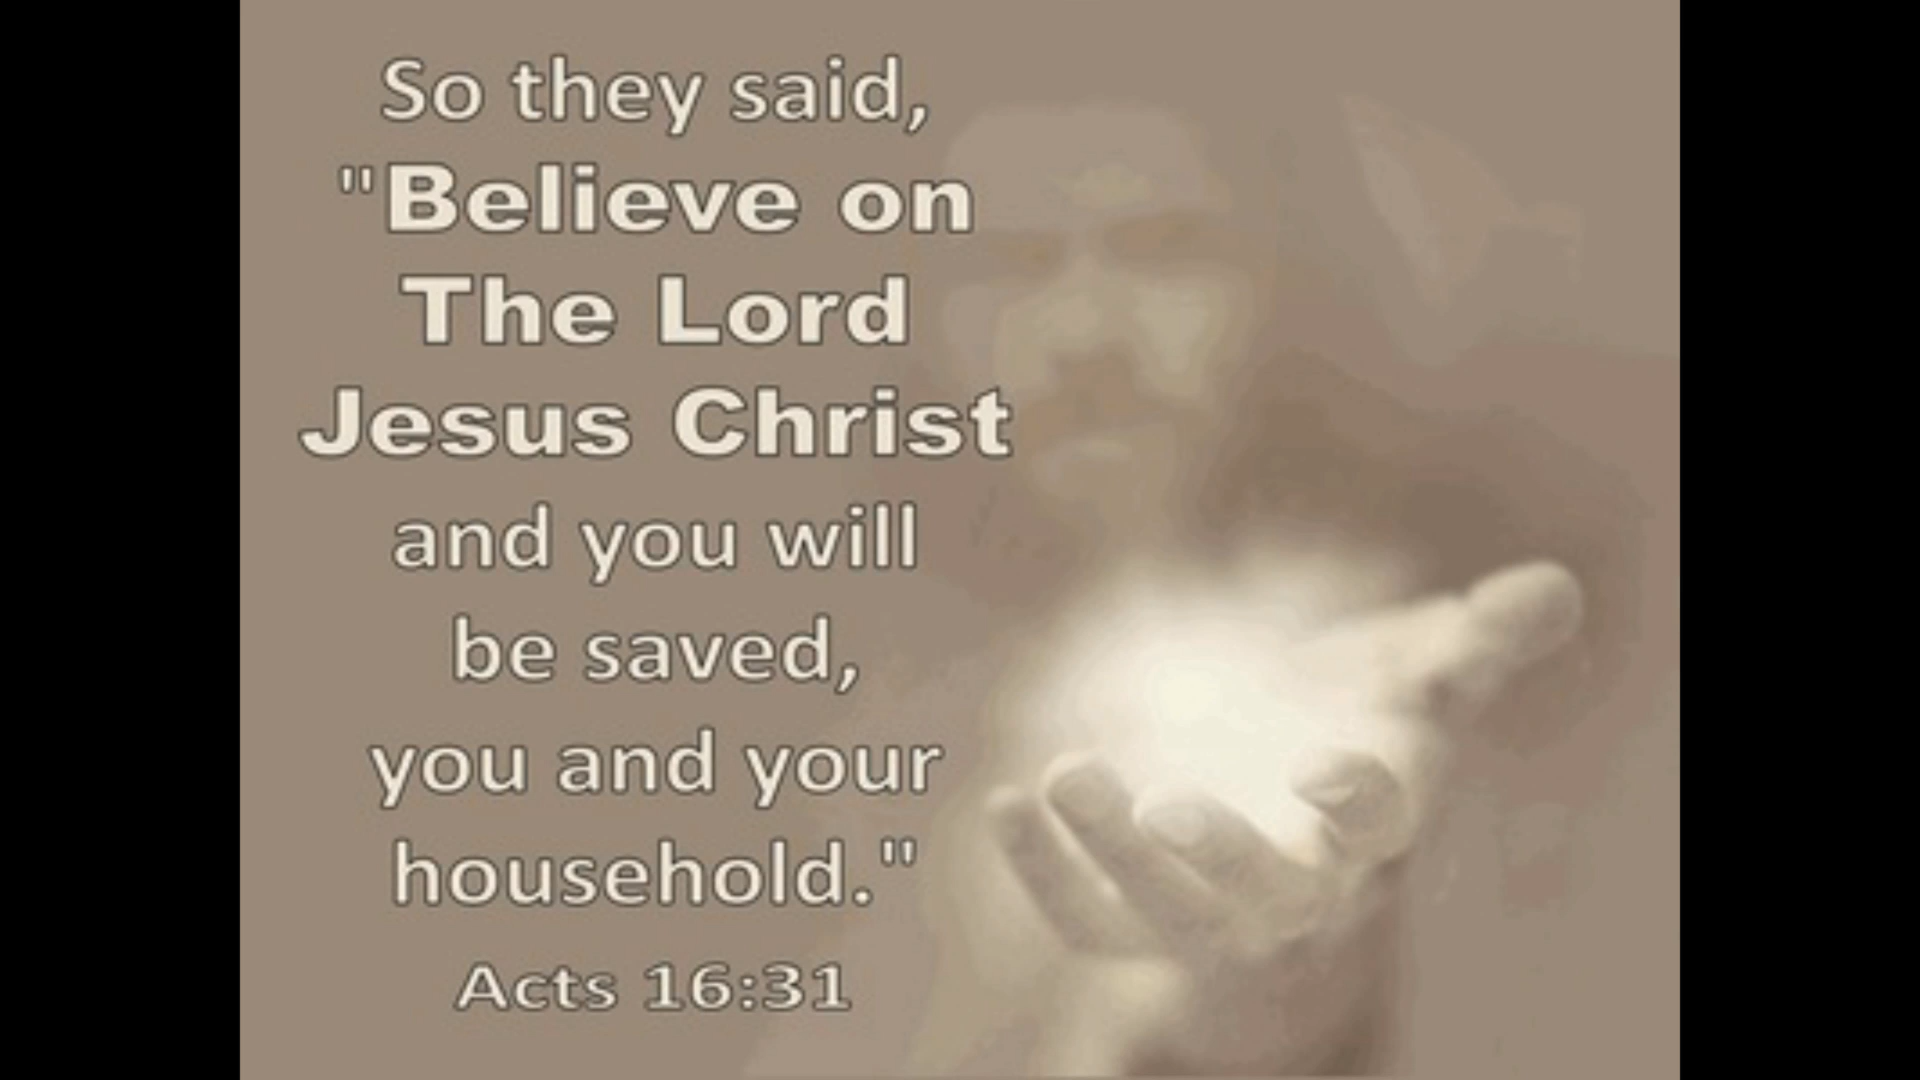 So they said,
"Believe on
The Lord
Jesus Christ
and you will
be saved,
you and your
household."
Acts 16:31